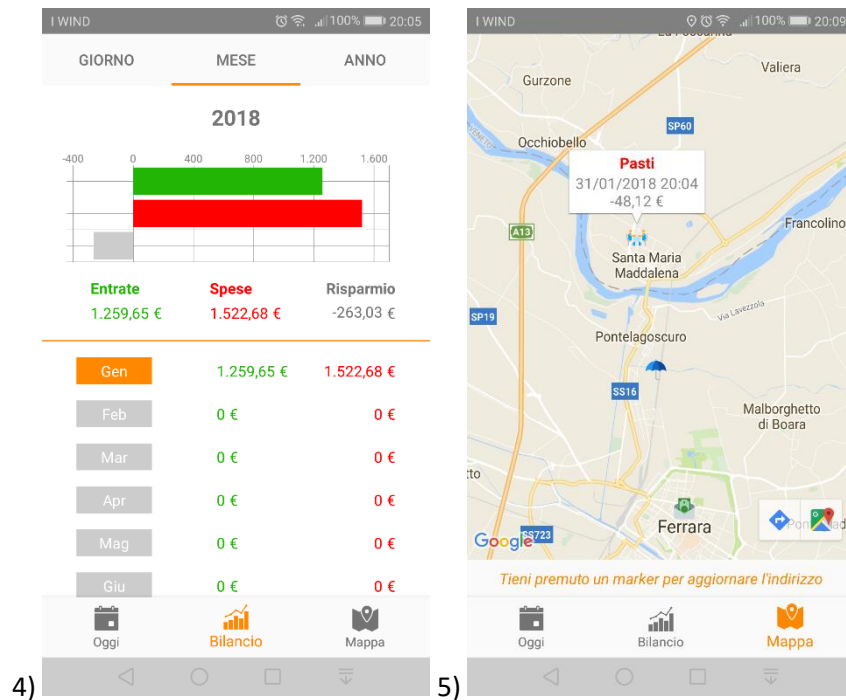 I WIND 100% 20:05
GIORNO MESE ANNO
2018
-400 0 400 800 1.200 1.600
Entrate Spese Risparmio
1.259,65 € 1.522,68 € -263,03 €
Gen 1.259,65 € 1.522,68 €
Feb 0 € 0 €
Mar 0 € 0 €
Apr 0 € 0 €
Mag 0 € 0 €
Giu 0 € 0 €
Oggi Bilancio Mappa
4)
I WIND 100% 20:09
Valiera
Gurzone
SP60
Occhiobello
Pasti
31/01/2018 20:04
-48,12 €
A13
Francolino
Santa Maria
Maddalena
Via Lavezzola
SP19
Pontelagoscuro
SS16
Malborghetto
di Boara
Ferrara
Google
SS723
Tieni premuto un marker per aggiornare l'indirizzo
Oggi Bilancio Mappa
5)